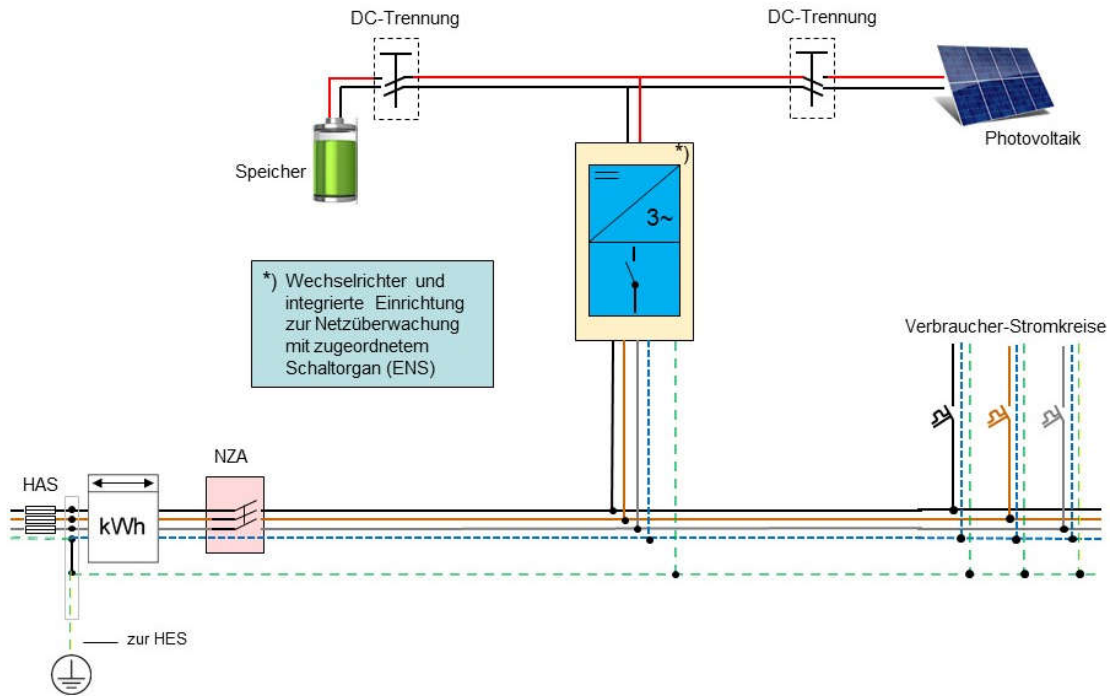 DC-Trennung
DC-Trennung
Photovoltaik
Speicher
*)
3~
*) Wechselrichter und
integrierte Einrichtung
zur Netzüberwachung
mit zugeordnetem
Schaltorgan (ENS)
Verbraucher-Stromkreise
NZA
HAS
kWh
zur HES